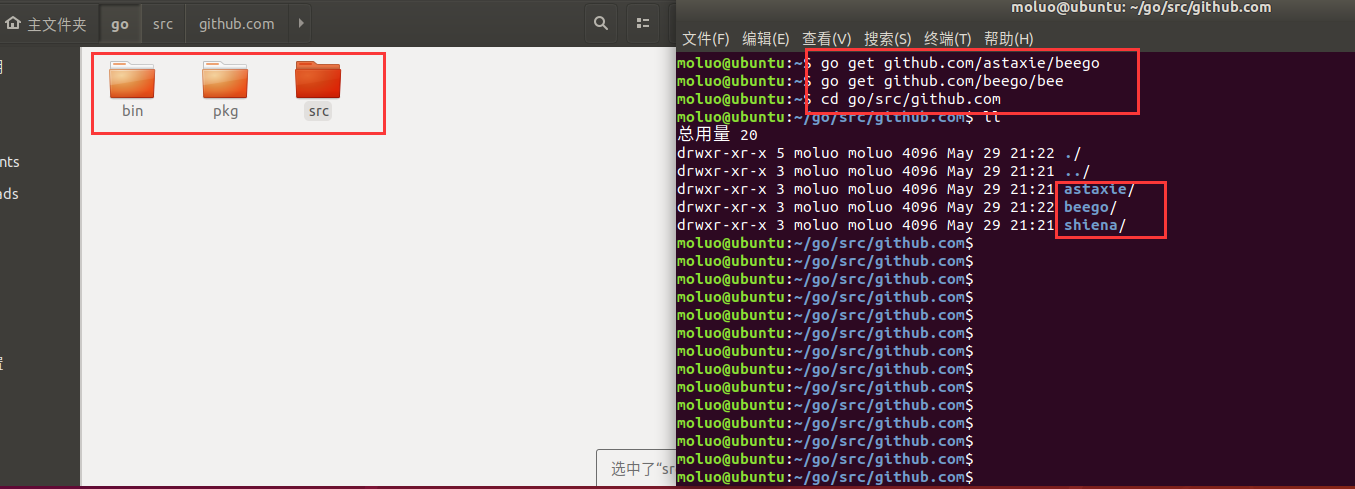 主文件夹 go src github.com
nts
ads
bin pkg src
选中了“sr
moluo@ubuntu: ~/go/src/github.com
文件(F) 编辑(E) 查看(V) 搜索(S) 终端(T) 帮助(H)
moluo@ubuntu:~$ go get github.com/astaxie/beego
moluo@ubuntu:~$ go get github.com/beego/bee
moluo@ubuntu:~$ cd go/src/github.com
moluo@ubuntu:~/go/src/github.com$ ll
总用量 20
drwxr-xr-x 5 moluo moluo 4096 May 29 21:22 ./
drwxr-xr-x 3 moluo moluo 4096 May 29 21:21 ../
drwxr-xr-x 3 moluo moluo 4096 May 29 21:21 astaxie/
drwxr-xr-x 3 moluo moluo 4096 May 29 21:22 beego/
drwxr-xr-x 3 moluo moluo 4096 May 29 21:21 shiena/
moluo@ubuntu:~/go/src/github.com$
moluo@ubuntu:~/go/src/github.com$
moluo@ubuntu:~/go/src/github.com$
moluo@ubuntu:~/go/src/github.com$
moluo@ubuntu:~/go/src/github.com$
moluo@ubuntu:~/go/src/github.com$
moluo@ubuntu:~/go/src/github.com$
moluo@ubuntu:~/go/src/github.com$
moluo@ubuntu:~/go/src/github.com$
moluo@ubuntu:~/go/src/github.com$
moluo@ubuntu:~/go/src/github.com$
moluo@ubuntu:~/go/src/github.com$
moluo@ubuntu:~/go/src/github.com$
moluo@ubuntu:~/go/src/github.com$